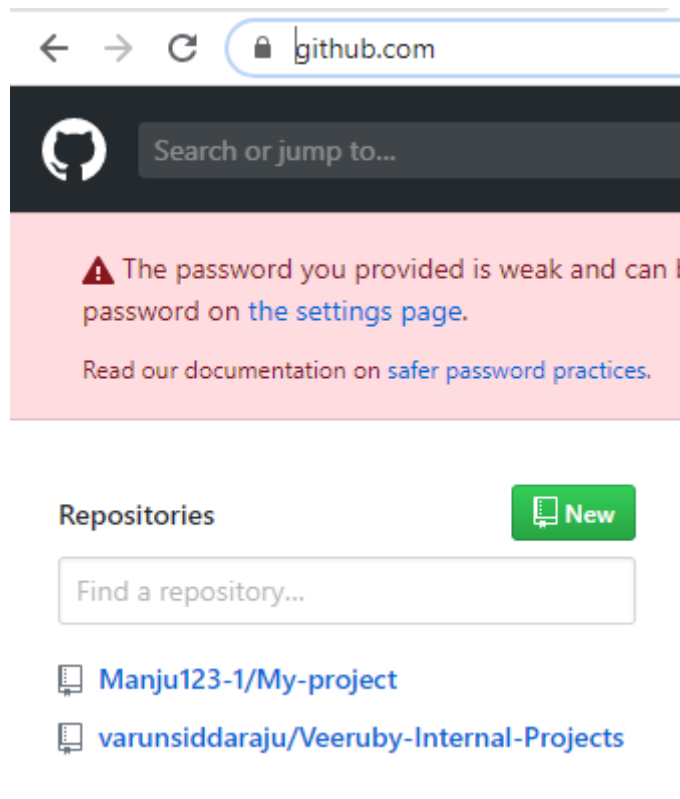 github.com
Search or jump to...
The password you provided is weak and can
password on the settings page.
Read our documentation on safer password practices.
Repositories
New
Find a repository...
Manju123-1/My-project
varunsiddaraju/Veeruby-Internal-Projects